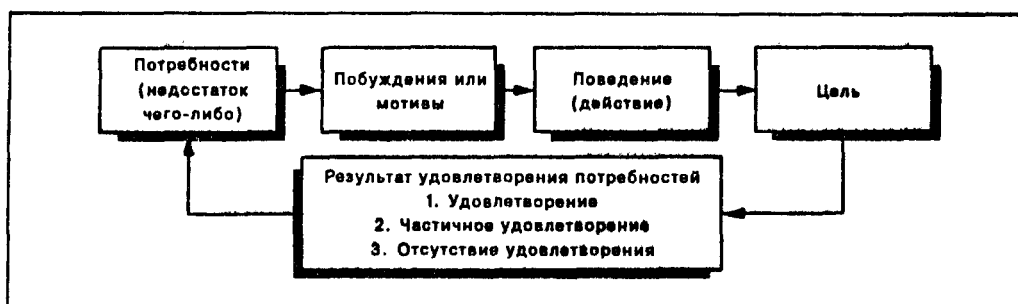 Потребности
(недостаток
чего-либо)
Побуждения или
мотивы
Поведение
(действие)
Цель
Результат удовлетворения потребностей
1. Удовлетворение
2. Частичное удовлетворение
3. Отсутствие удовлетворения